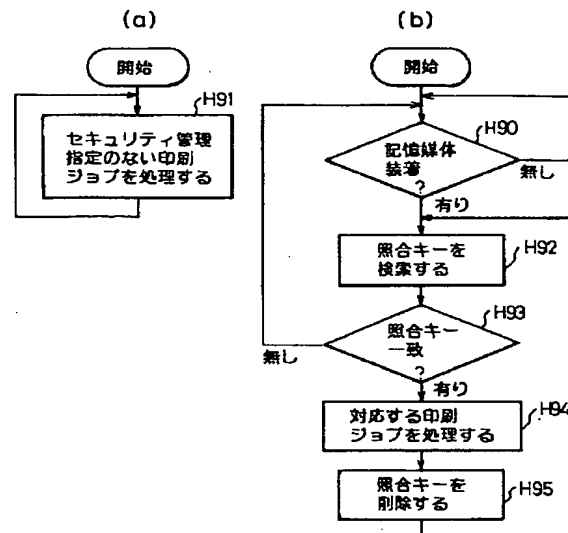 (a)
開始
H91
セキュリティ管理
指定のない印刷
ジョブを処理する
(b)
開始
H90
記憶媒体
装着
?
無し
有り
照合キーを
検索する
H92
H93
照合キー
一致
?
無し
有り
対応する印刷
ジョブを処理する
H94
照合キーを
削除する
H95